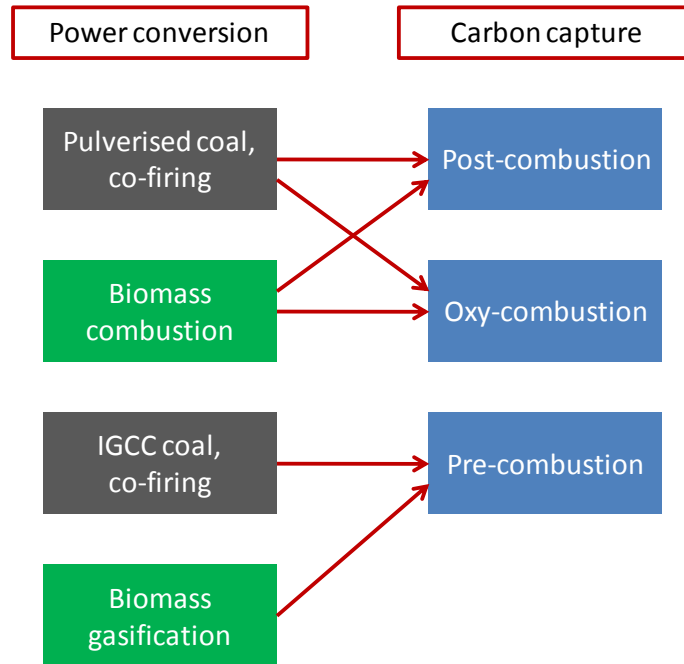 Power conversion
Carbon capture
Pulverised coal,
co-firing
Post-combustion
Biomass
combustion
Oxy-combustion
IGCC coal,
co-firing
Pre-combustion
Biomass
gasification